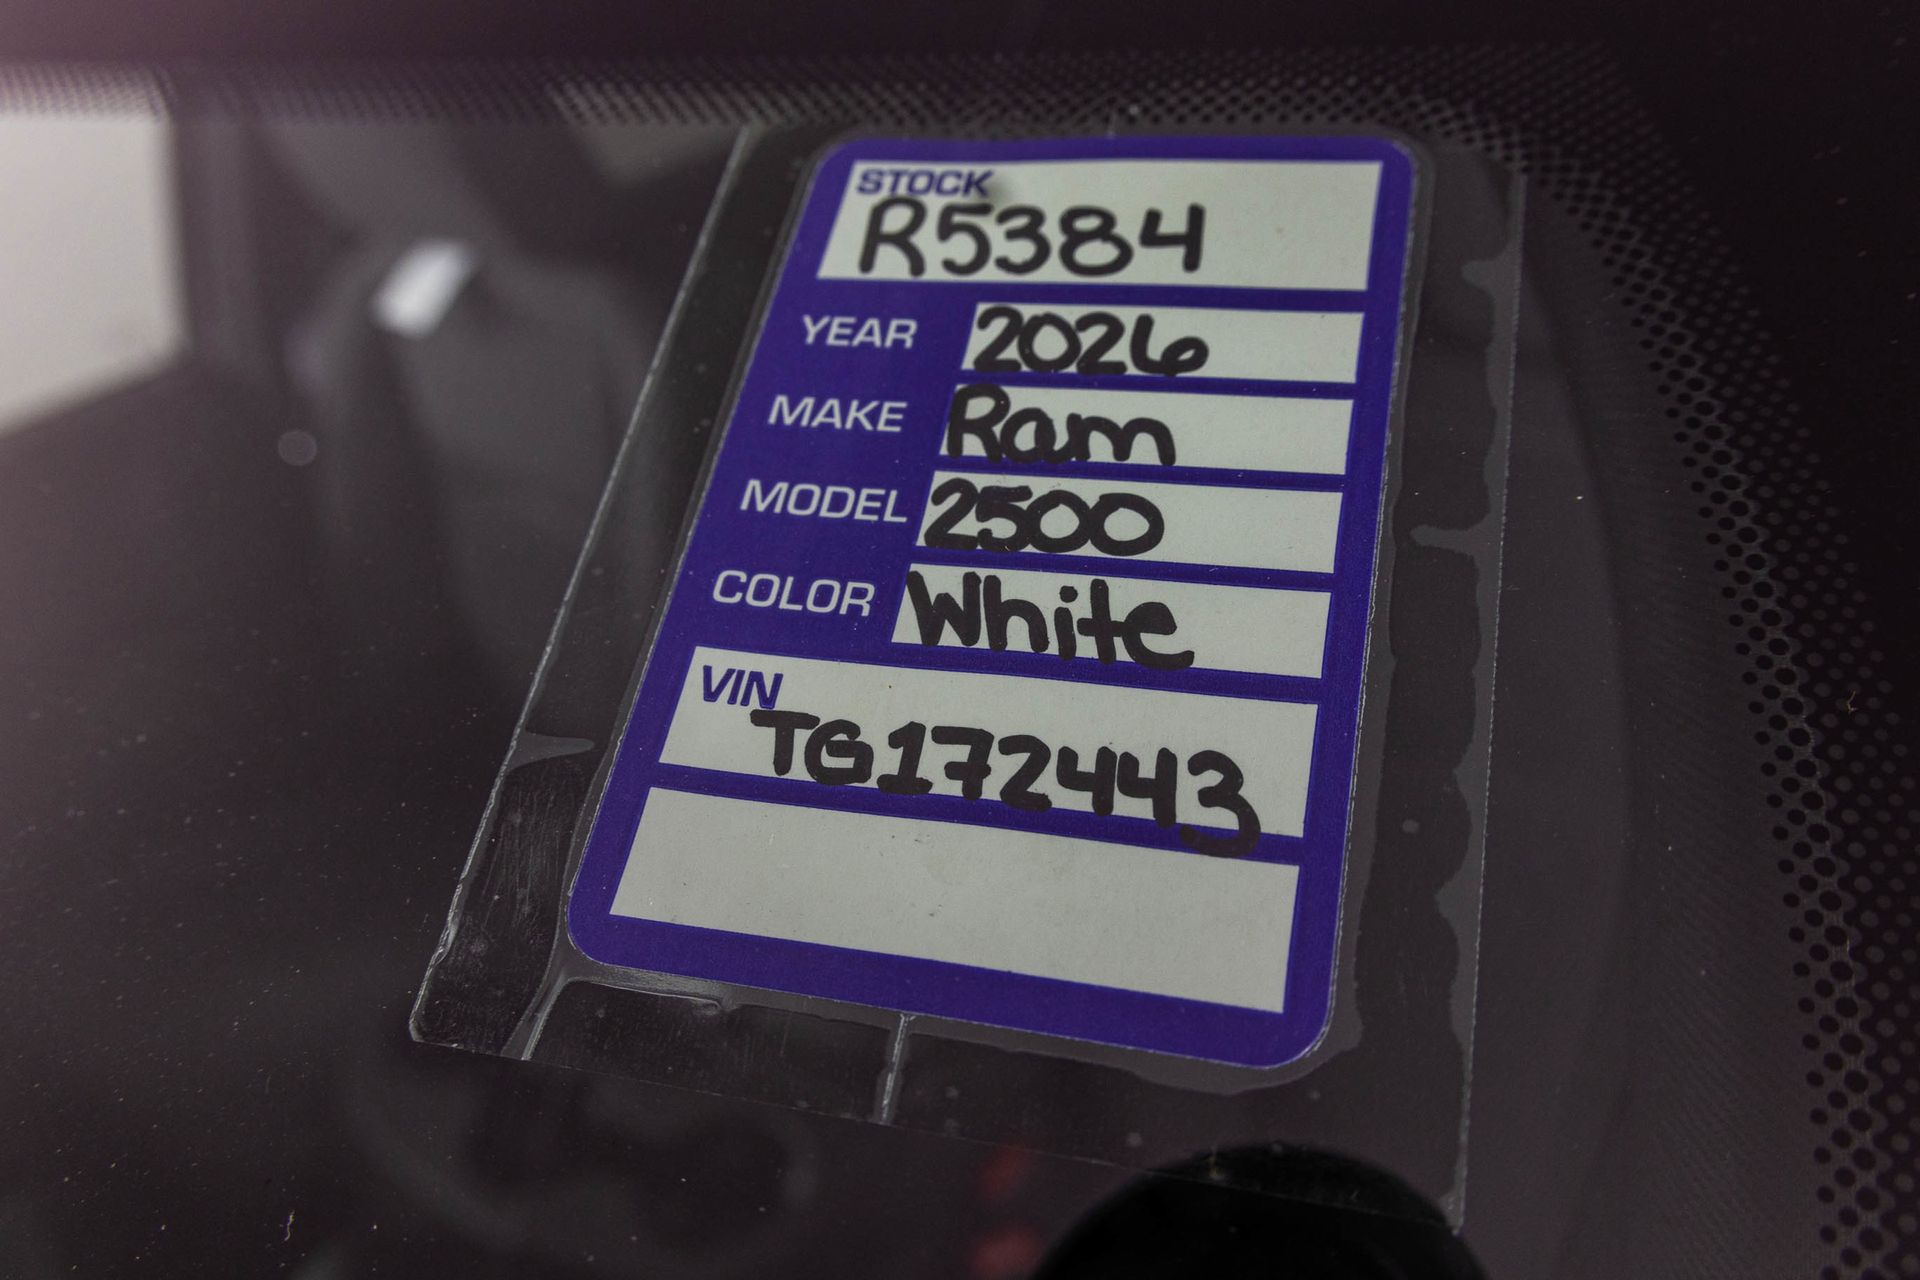 STOCK
R5384
YEAR 2026
MAKE Ram
MODEL 2500
COLOR White
VIN
TG172443